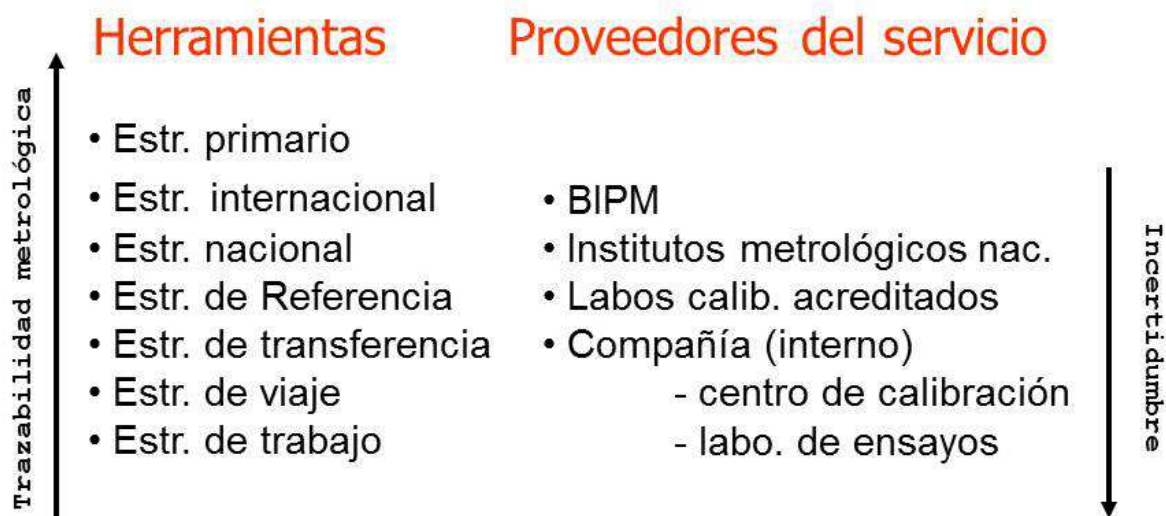 Herramientas
Proveedores del servicio
Trazabilidad metrológica
• Estr. primario
• Estr. internacional
• Estr. nacional
• Estr. de Referencia
• Estr. de transferencia
• Estr. de viaje
• Estr. de trabajo
• BIPM
• Institutos metrológicos nac.
• Labos calib. acreditados
• Compañía (interno)
- centro de calibración
- labo. de ensayos
Incertidumbre